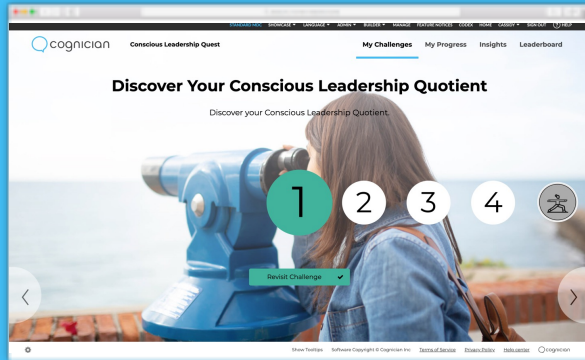 STANDARD MOC SHOWCASE LANGUAGE ADMIN BUILDER MANAGE FEATURE NOTICES CODEX HOME CASSIDY SIGN OUT ? HELP
cognician Conscious Leadership Quest My Challenges My Progress Insights Leaderboard
Discover Your Conscious Leadership Quotient
Discover your Conscious Leadership Quotient.
1 2 3 4
Revisit Challenge
Show Tooltips Software Copyright © Cognician Inc Terms of Service Privacy Policy Help center cognician